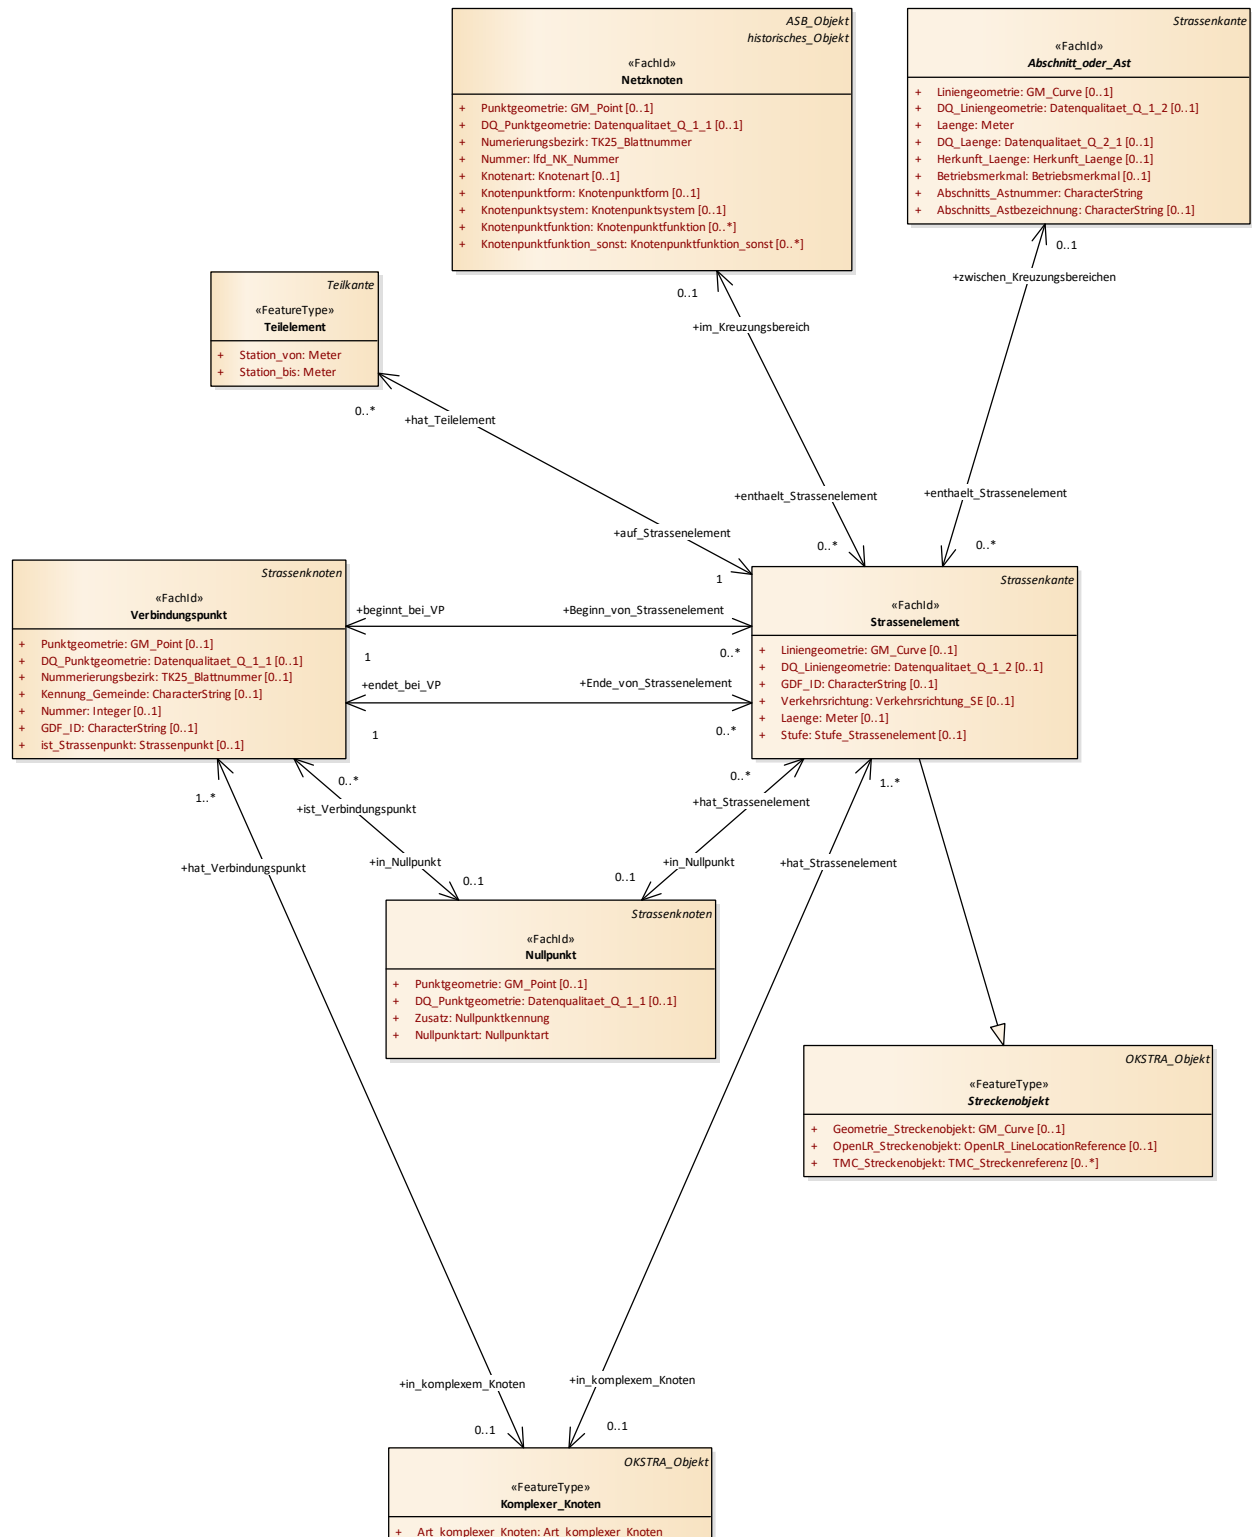 ASB_Objekt
historisches_Objekt
«FachId»
Netzknoten
+ Punktgeometrie: GM_Point [0..1]
+ DQ_Punktgeometrie: Datenqualitaet_Q_1_1 [0..1]
+ Numerierungsbezirk: TK25_Blattnummer
+ Nummer: lfd_NK_Nummer
+ Knotenart: Knotenart [0..1]
+ Knotenpunktform: Knotenpunktform [0..1]
+ Knotenpunktsystem: Knotenpunktsystem [0..1]
+ Knotenpunktfunktion: Knotenpunktfunktion [0..*]
+ Knotenpunktfunktion_sonst: Knotenpunktfunktion_sonst [0..*]
Strassenkante
«FachId»
Abschnitt_oder_Ast
+ Liniengeometrie: GM_Curve [0..1]
+ DQ_Liniengeometrie: Datenqualitaet_Q_1_2 [0..1]
+ Laenge: Meter
+ DQ_Laenge: Datenqualitaet_Q_2_1 [0..1]
+ Herkunft_Laenge: Herkunft_Laenge [0..1]
+ Betriebsmerkmal: Betriebsmerkmal [0..1]
+ Abschnitts_Astnummer: CharacterString
+ Abschnitts_Astbezeichnung: CharacterString [0..1]
0..1
+zwischen_Kreuzungsbereichen
0..1
+im_Kreuzungsbereich
Teilkante
«FeatureType»
Teilelement
+ Station_von: Meter
+ Station_bis: Meter
0..*
+hat_Teilelement
+enthaelt_Strassenelement
+enthaelt_Strassenelement
+auf_Strassenelement
0..*
0..*
1
Strassenknoten
«FachId»
Verbindungspunkt
+ Punktgeometrie: GM_Point [0..1]
+ DQ_Punktgeometrie: Datenqualitaet_Q_1_1 [0..1]
+ Nummerierungsbezirk: TK25_Blattnummer [0..1]
+ Kennung_Gemeinde: CharacterString [0..1]
+ Nummer: Integer [0..1]
+ GDF_ID: CharacterString [0..1]
+ ist_Strassenpunkt: Strassenpunkt [0..1]
+beginnt_bei_VP
+Beginn_von_Strassenelement
1
0..*
+endet_bei_VP
+Ende_von_Strassenelement
1
0..*
Strassenkante
«FachId»
Strassenelement
+ Liniengeometrie: GM_Curve [0..1]
+ DQ_Liniengeometrie: Datenqualitaet_Q_1_2 [0..1]
+ GDF_ID: CharacterString [0..1]
+ Verkehrsrichtung: Verkehrsrichtung_SE [0..1]
+ Laenge: Meter [0..1]
+ Stufe: Stufe_Strassenelement [0..1]
1..*
0..*
0..*
1..*
+ist_Verbindungspunkt
+hat_Strassenelement
+hat_Verbindungspunkt
+in_Nullpunkt
+in_Nullpunkt
+hat_Strassenelement
0..1
0..1
Strassenknoten
«FachId»
Nullpunkt
+ Punktgeometrie: GM_Point [0..1]
+ DQ_Punktgeometrie: Datenqualitaet_Q_1_1 [0..1]
+ Zusatz: Nullpunktkennung
+ Nullpunktart: Nullpunktart
OKSTRA_Objekt
«FeatureType»
Streckenobjekt
+ Geometrie_Streckenobjekt: GM_Curve [0..1]
+ OpenLR_Streckenobjekt: OpenLR_LineLocationReference [0..1]
+ TMC_Streckenobjekt: TMC_Streckenreferenz [0..*]
+in_komplexem_Knoten
+in_komplexem_Knoten
0..1
0..1
OKSTRA_Objekt
«FeatureType»
Komplexer_Knoten
+ Art_komplexer_Knoten: Art_komplexer_Knoten